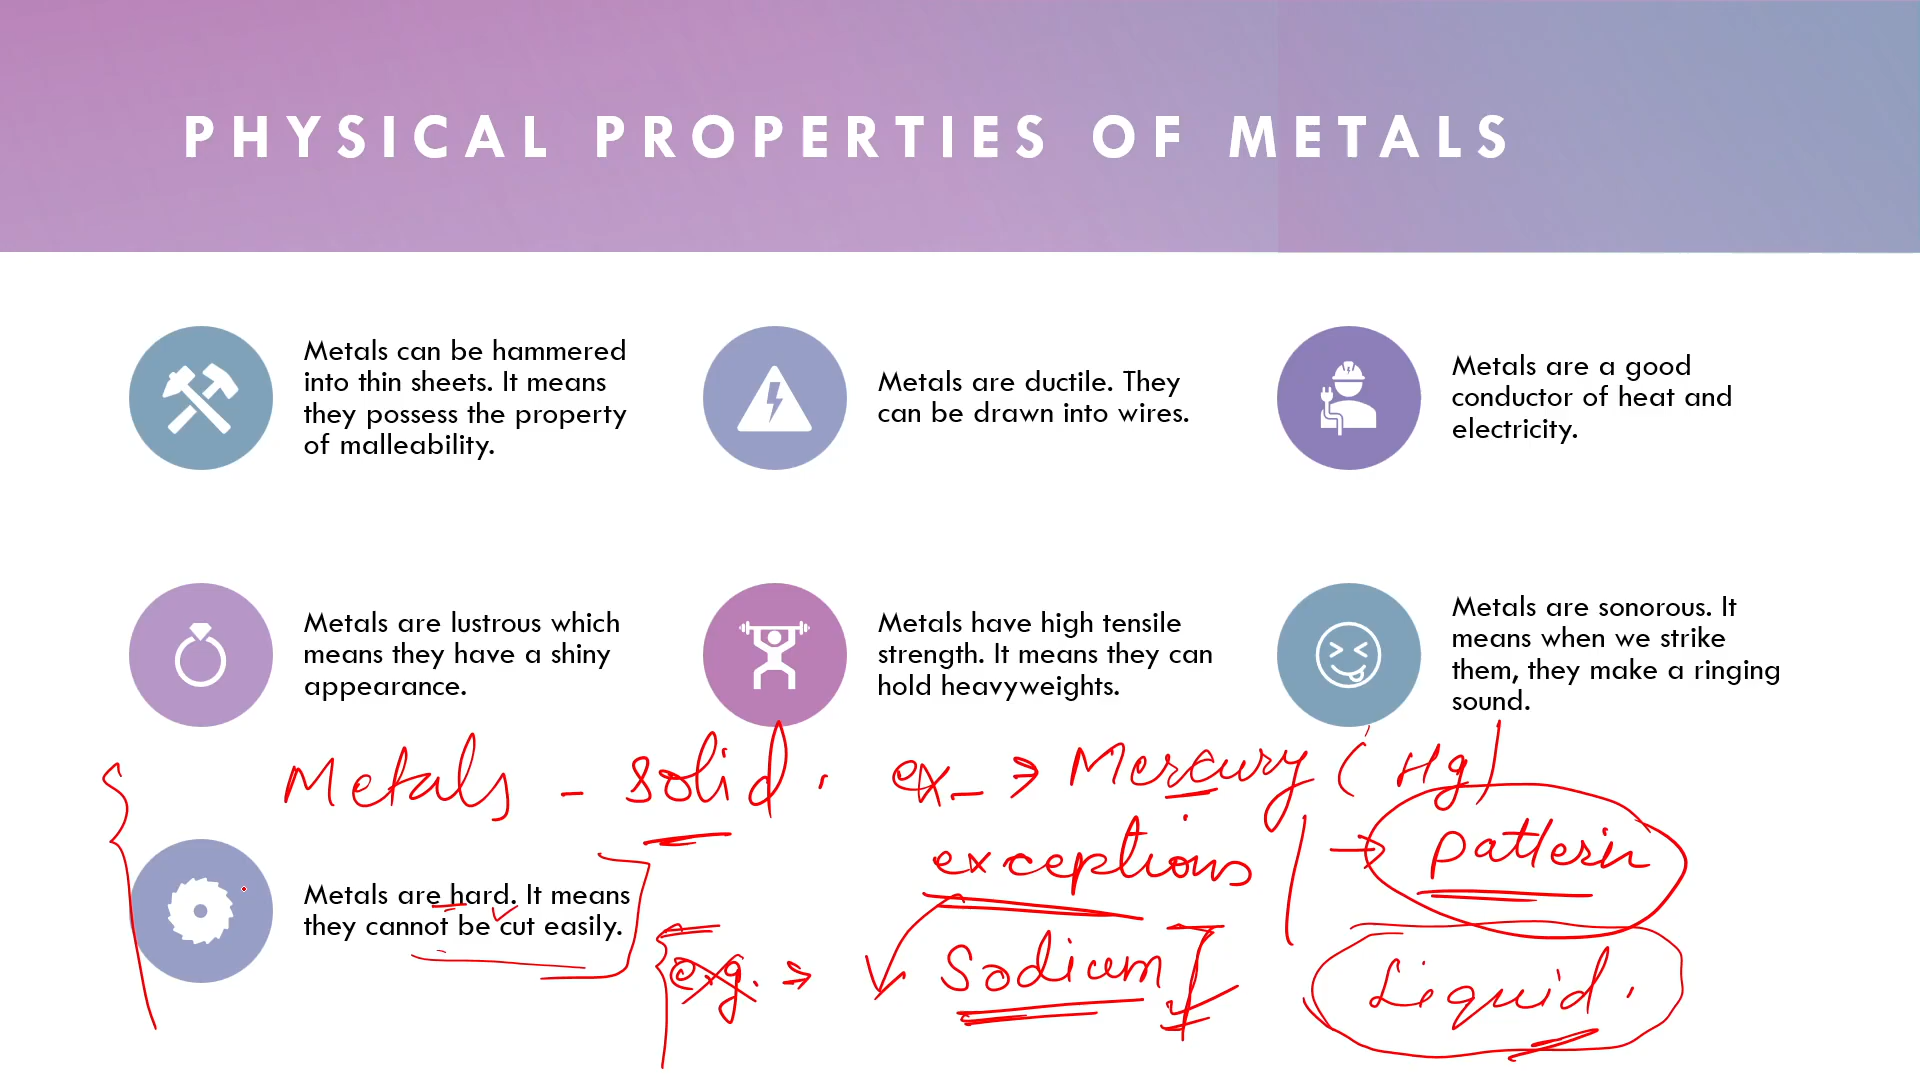 PHYSICAL PROPERTIES OF METALS
Metals can be hammered
into thin sheets. It means
they possess the property
of malleability.
Metals are ductile. They
can be drawn into wires.
Metals are a good
conductor of heat and
electricity.
Metals are lustrous which
means they have a shiny
appearance.
Metals have high tensile
strength. It means they can
hold heavyweights.
Metals are sonorous. It
means when we strike
them, they make a ringing
sound.
Metals - solid. ex_ → Mercury (Hg)
exceptions → pattern
Metals are hard. It means
they cannot be cut easily.
e.g. → Sodium
Liquid.